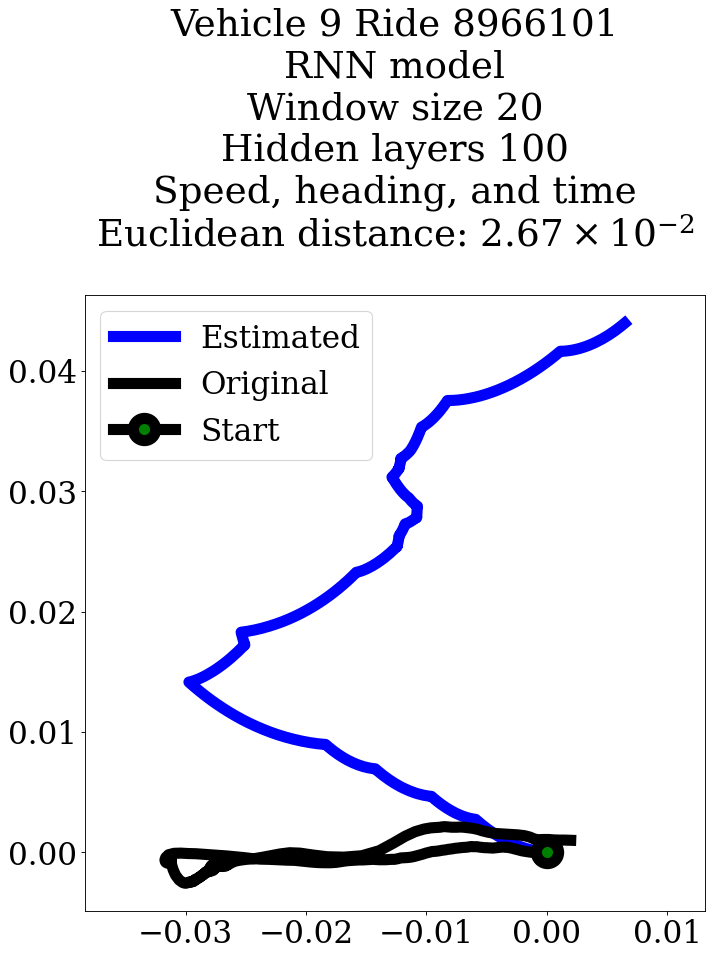 Vehicle 9 Ride 8966101
RNN model
Window size 20
Hidden layers 100
Speed, heading, and time
Euclidean distance: 2.67 × 10⁻²
Estimated
Original
Start
0.04
0.03
0.02
0.01
0.00
−0.03
−0.02
−0.01
0.00
0.01